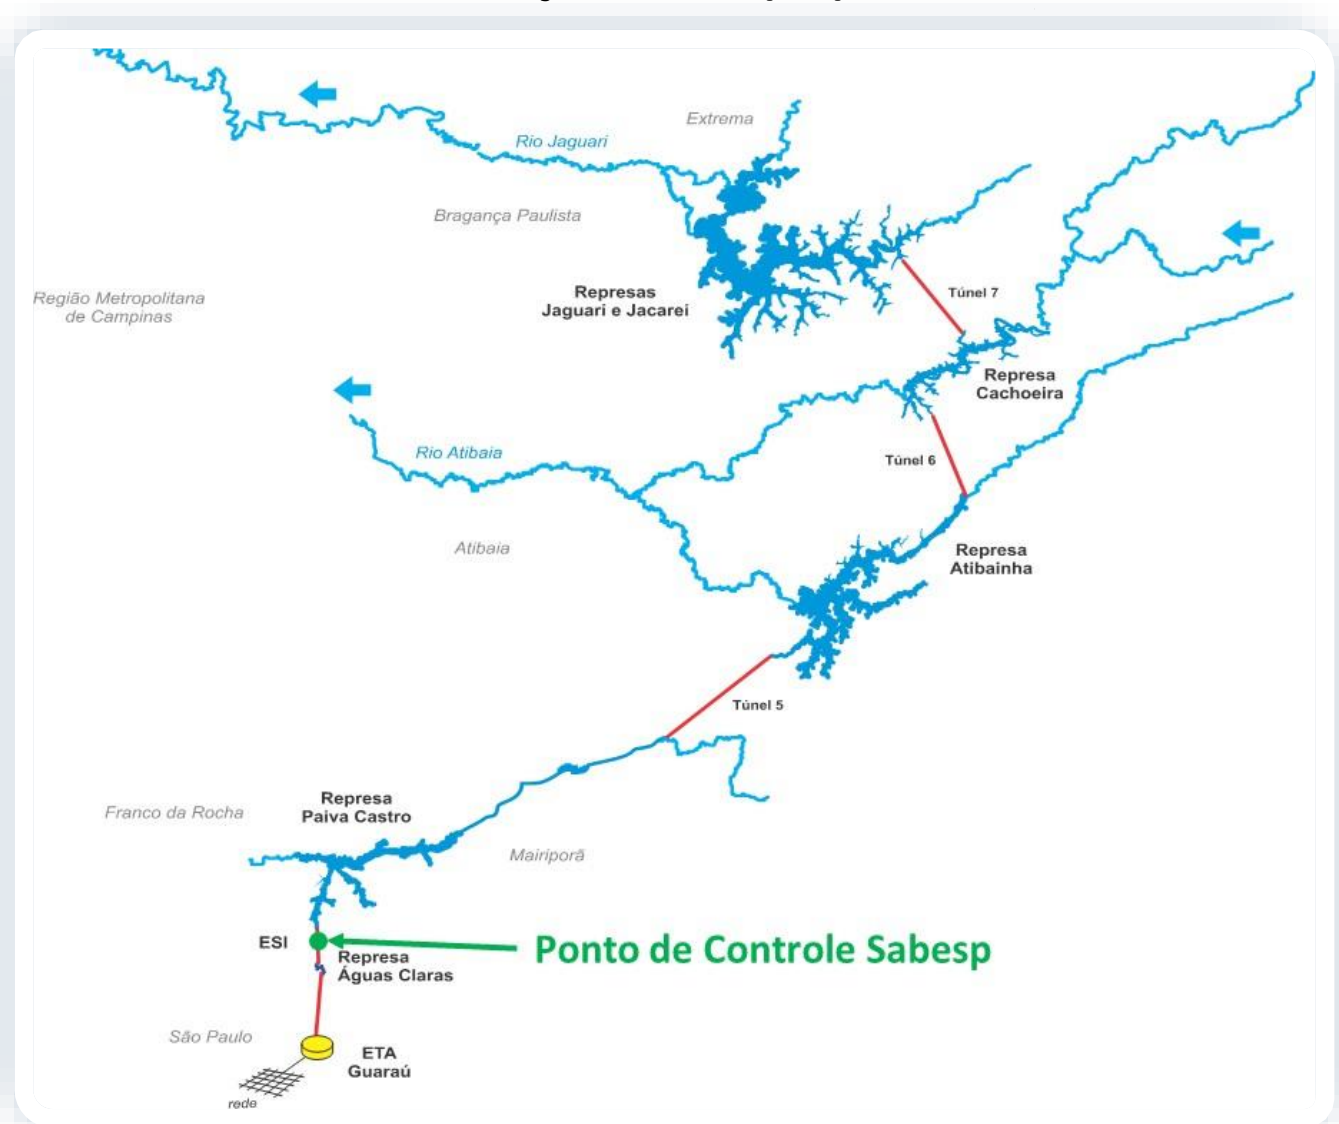 Extrema
Rio Jaguari
Bragança Paulista
Região Metropolitana
de Campinas
Represas
Jaguari e Jacareí
Túnel 7
Represa
Cachoeira
Rio Atibaia
Túnel 6
Atibaia
Represa
Atibainha
Túnel 5
Represa
Paiva Castro
Franco da Rocha
Mairiporã
ESI
Ponto de Controle Sabesp
Represa
Águas Claras
São Paulo
ETA
Guaraú
rede